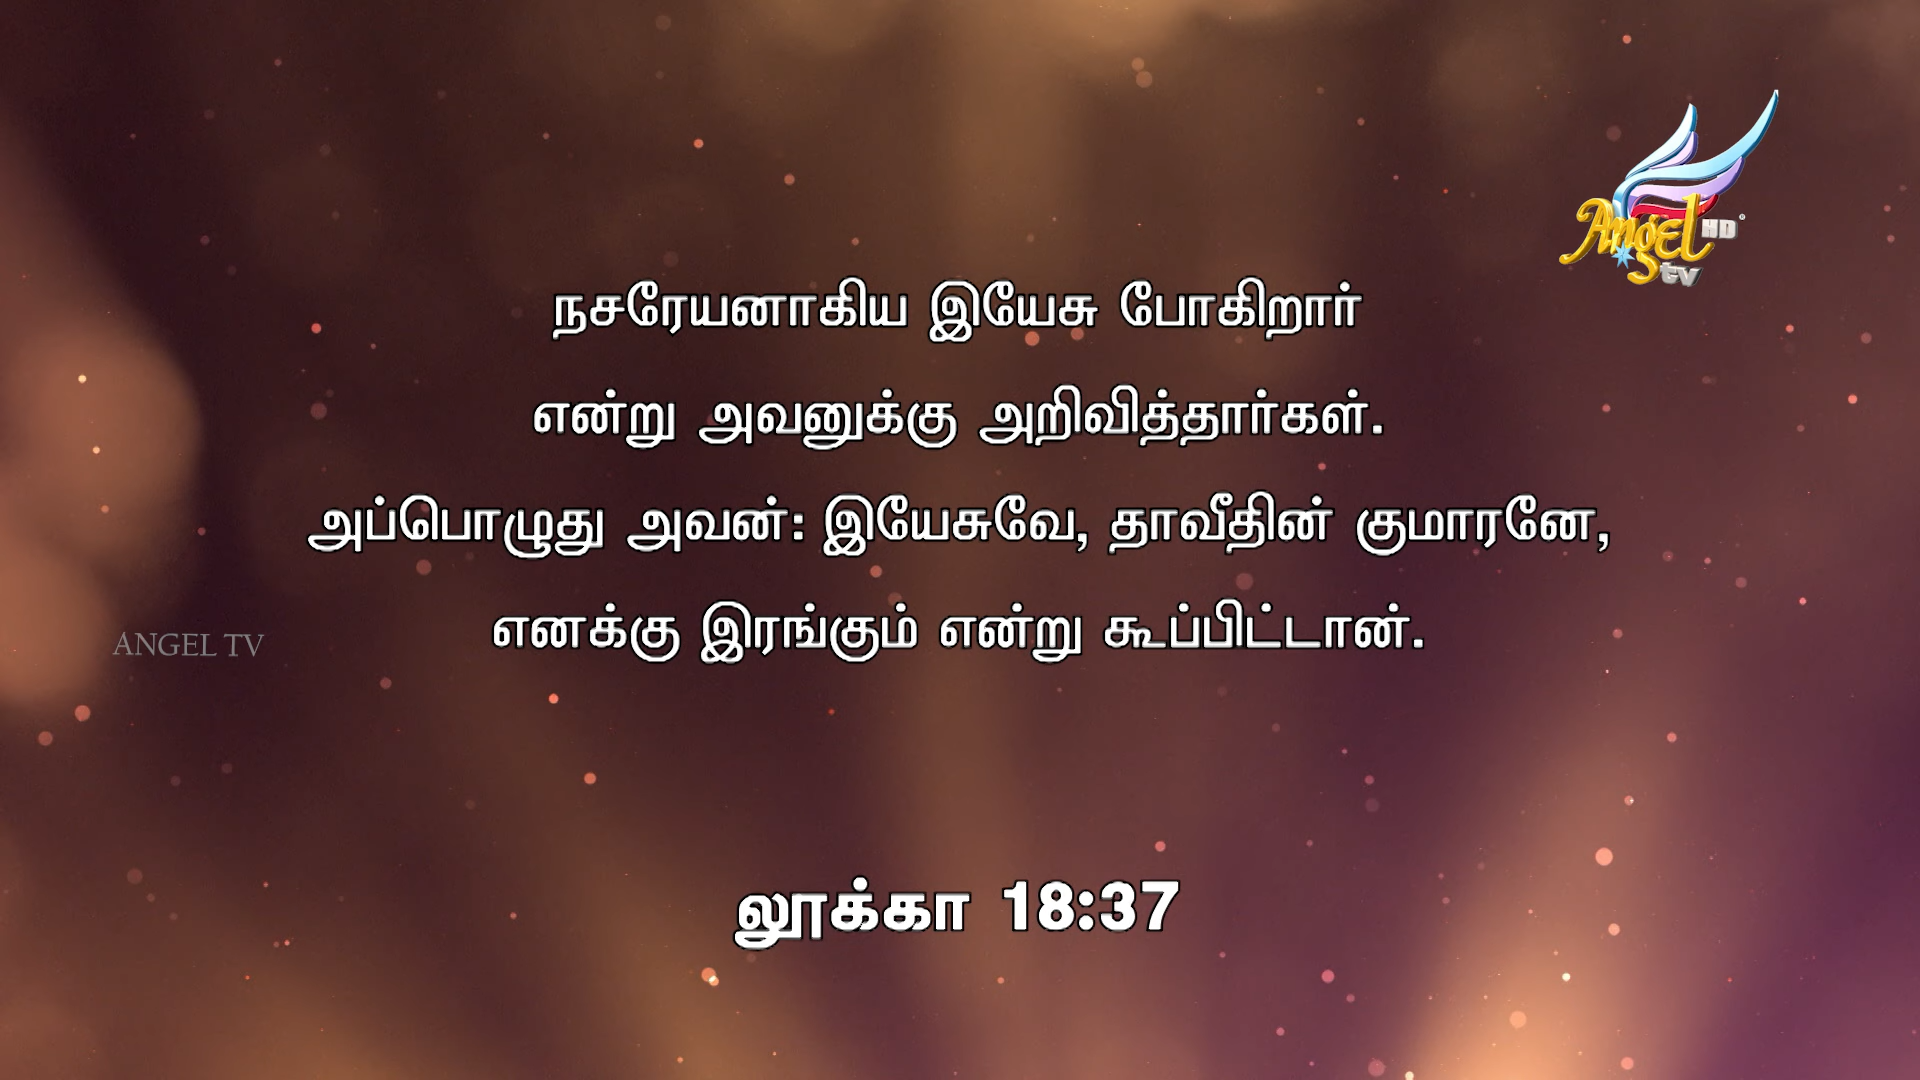 Angel HD
tv
நசரேயனாகிய இயேசு போகிறார்
என்று அவனுக்கு அறிவித்தார்கள்.
அப்பொழுது அவன்: இயேசுவே, தாவீதின் குமாரனே,
எனக்கு இரங்கும் என்று கூப்பிட்டான்.
ANGEL TV
லூக்கா 18:37